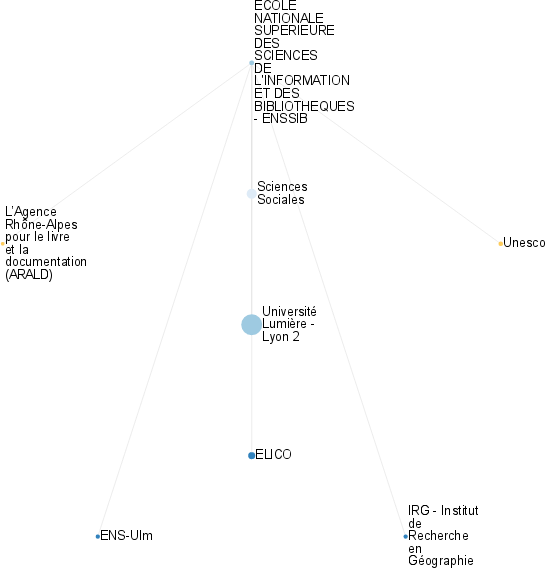 ECOLE
NATIONALE
SUPERIEURE
DES
SCIENCES
DE
L'INFORMATION
ET DES
BIBLIOTHEQUES
- ENSSIB
Sciences
Sociales
L'Agence
Rhône-Alpes
pour le livre
et la
documentation
(ARALD)
Unesco
Université
Lumière -
Lyon 2
ELICO
ENS-Ulm
IRG - Institut
de
Recherche
en
Géographie